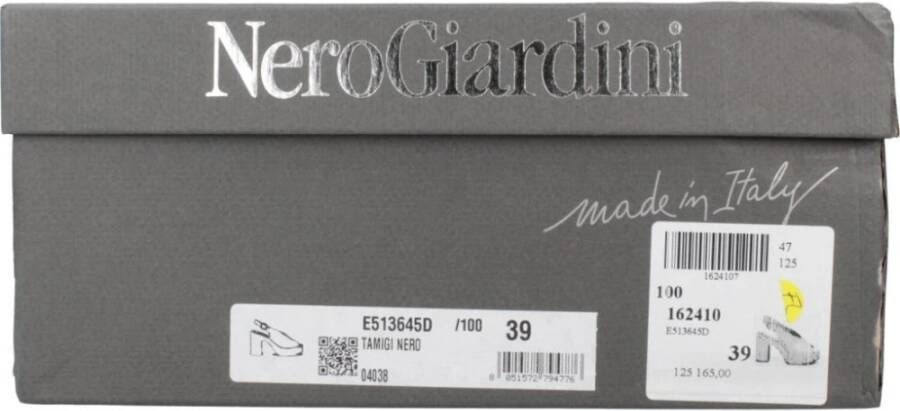 NeroGiardini
made in Italy
47
125
1624107
100
162410
E513645D
39
125 165,00
E513645D /100 39
TAMIGI NERO
04038
8 051572 794776